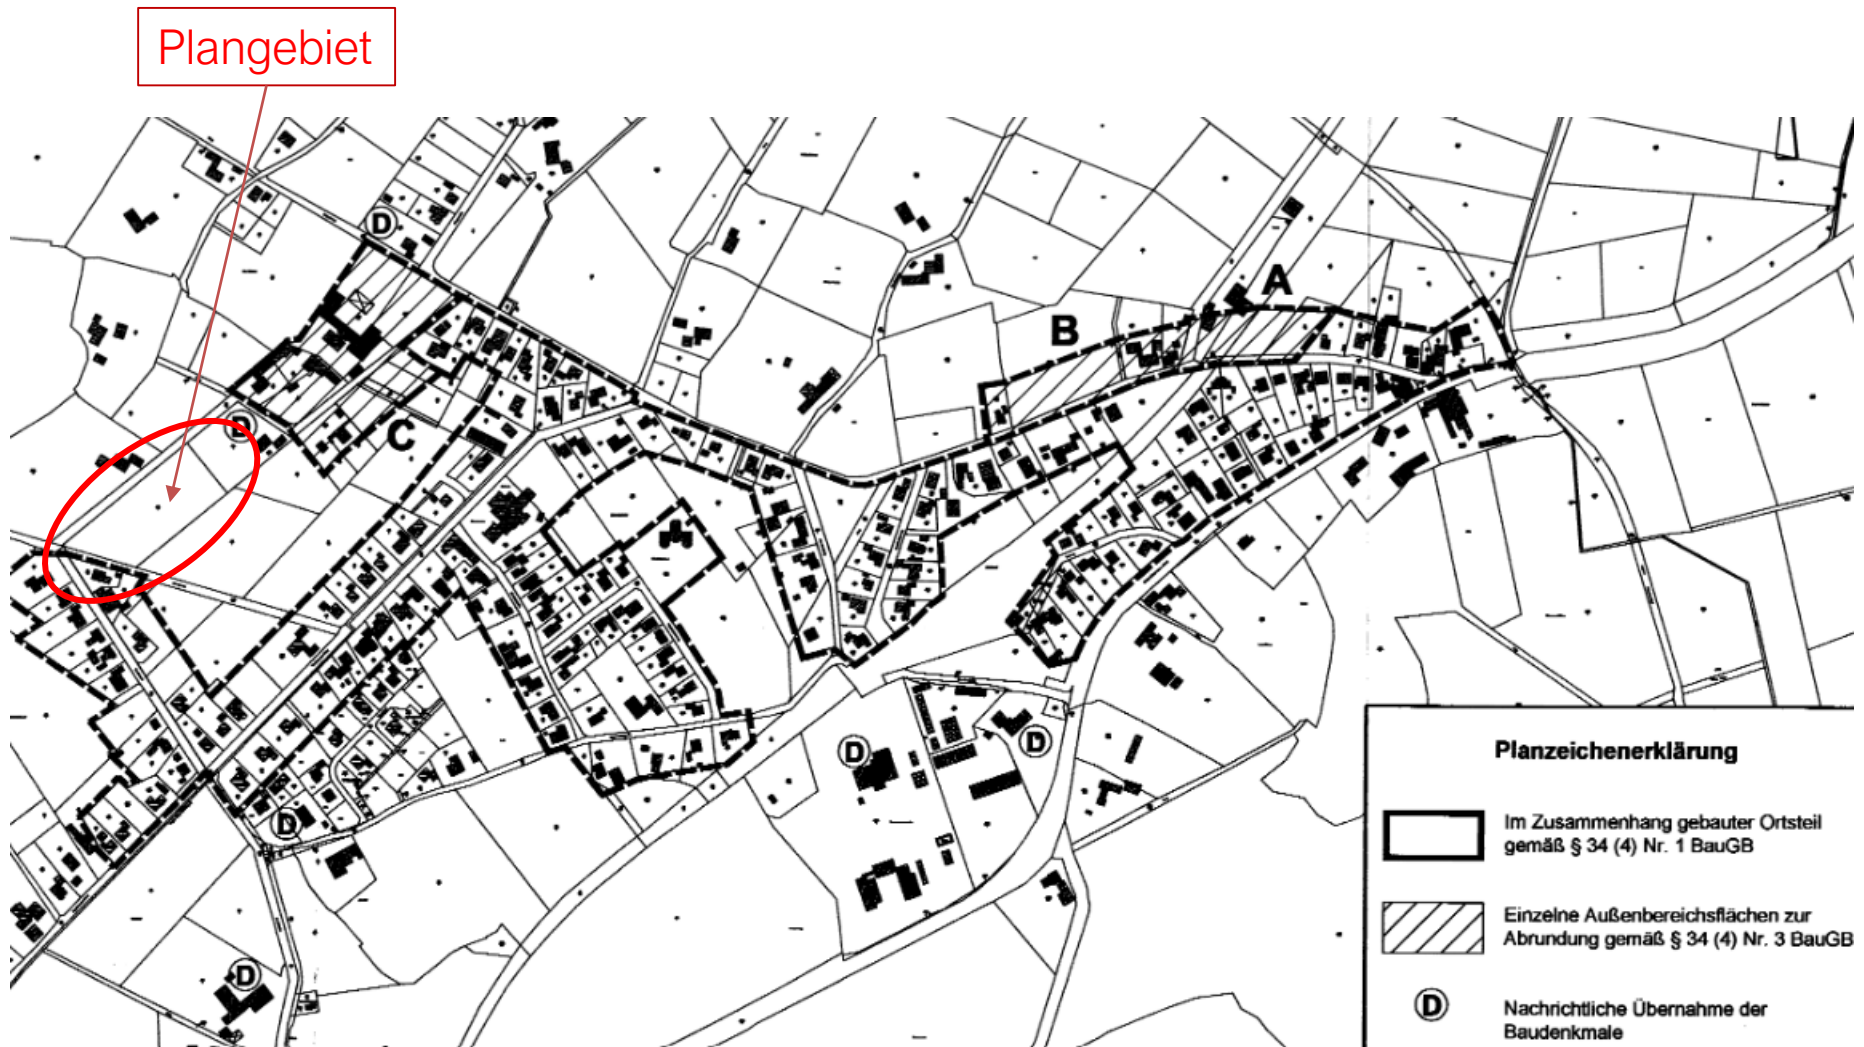 Plangebiet
D
A
B
C
D
D
D
D
D
Planzeichenerklärung
Im Zusammenhang gebauter Ortsteil
gemäß § 34 (4) Nr. 1 BauGB
Einzelne Außenbereichsflächen zur
Abrundung gemäß § 34 (4) Nr. 3 BauGB
D
Nachrichtliche Übernahme der
Baudenkmale